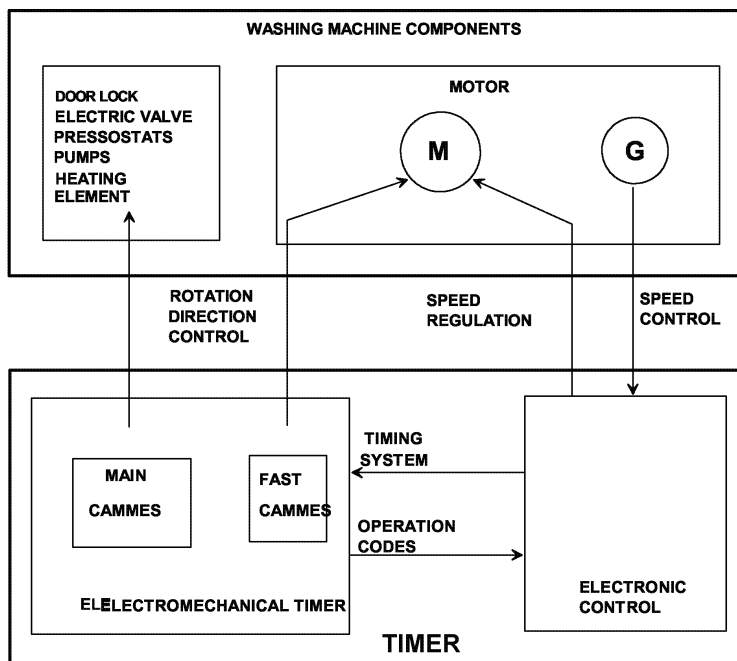 WASHING MACHINE COMPONENTS
DOOR LOCK
ELECTRIC VALVE
PRESSOSTATS
PUMPS
HEATING
ELEMENT
MOTOR
M
G
ROTATION
DIRECTION
CONTROL
SPEED
REGULATION
SPEED
CONTROL
MAIN
CAMMES
FAST
CAMMES
TIMING
SYSTEM
OPERATION
CODES
ELELECTROMECHANICAL TIMER
ELECTRONIC
CONTROL
TIMER